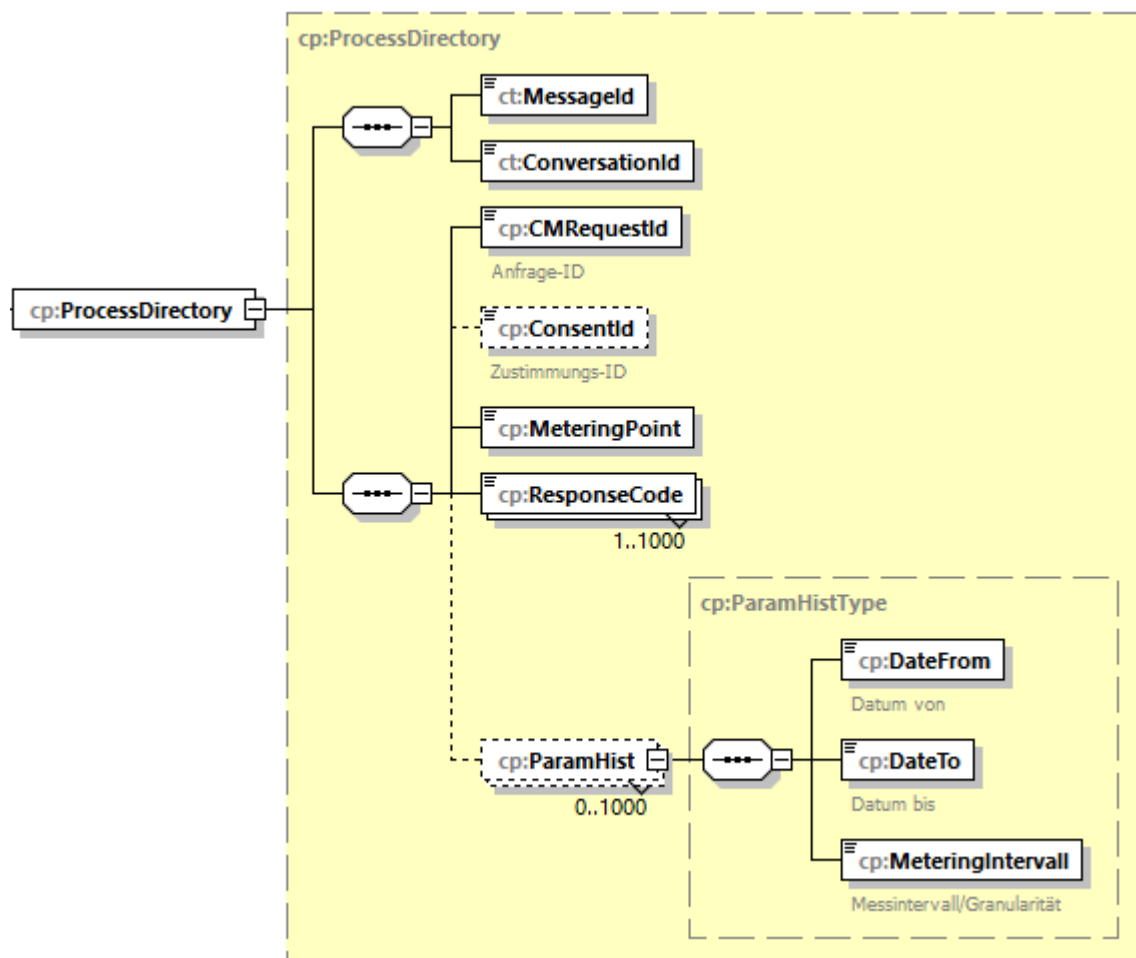 cp:ProcessDirectory
ct:MessageId
ct:ConversationId
cp:CMRequestId
Anfrage-ID
cp:ProcessDirectory
cp:ConsentId
Zustimmungs-ID
cp:MeteringPoint
cp:ResponseCode
1..1000
cp:ParamHistType
cp:DateFrom
Datum von
cp:ParamHist
0..1000
cp:DateTo
Datum bis
cp:MeteringIntervall
Messintervall/Granularität